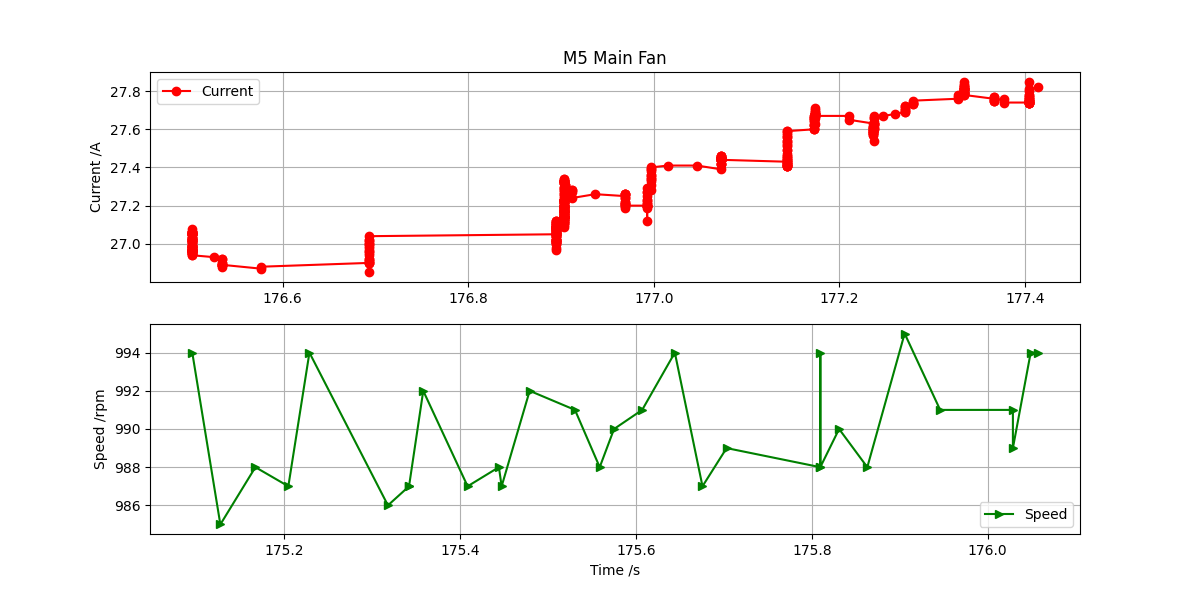 M5 Main Fan
Current /A
27.8
27.6
27.4
27.2
27.0
Current
176.6 176.8 177.0 177.2 177.4
Speed /rpm
994
992
990
988
986
Speed
175.2 175.4 175.6 175.8 176.0
Time /s